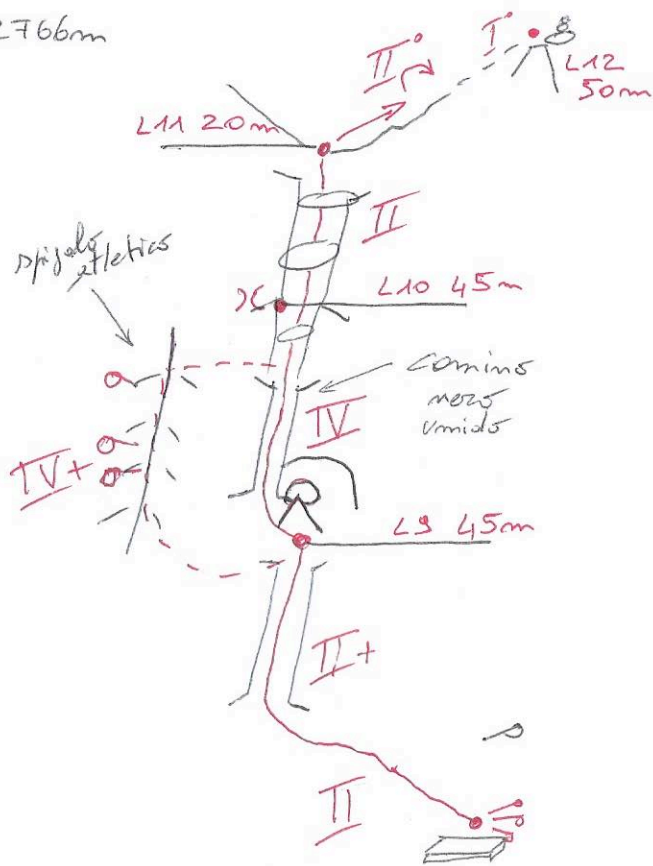 2766m
II°
I°
L12
50m
L11 20m
II
spigolo
atletico
L10 45m
camino
nero
umido
IV
IV+
L9 45m
II+
II